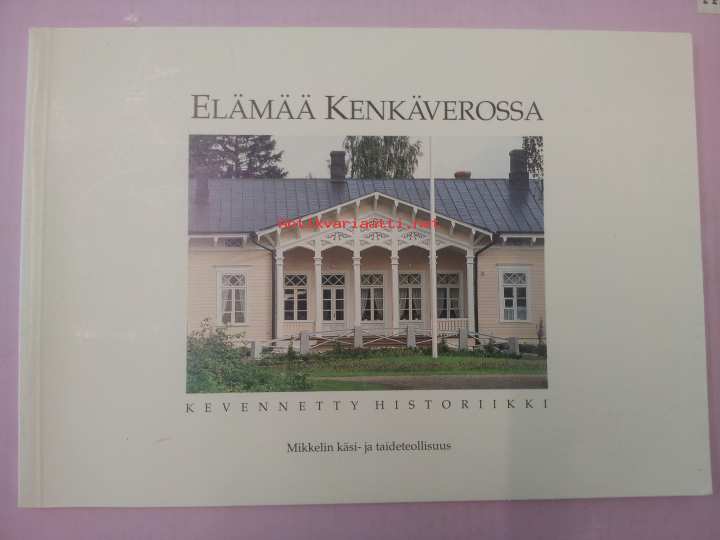 ELÄMÄÄ KENKÄVEROSSA
antikvariaatti.net
KEVENNETTY HISTORIIKKI
Mikkelin käsi- ja taideteollisuus